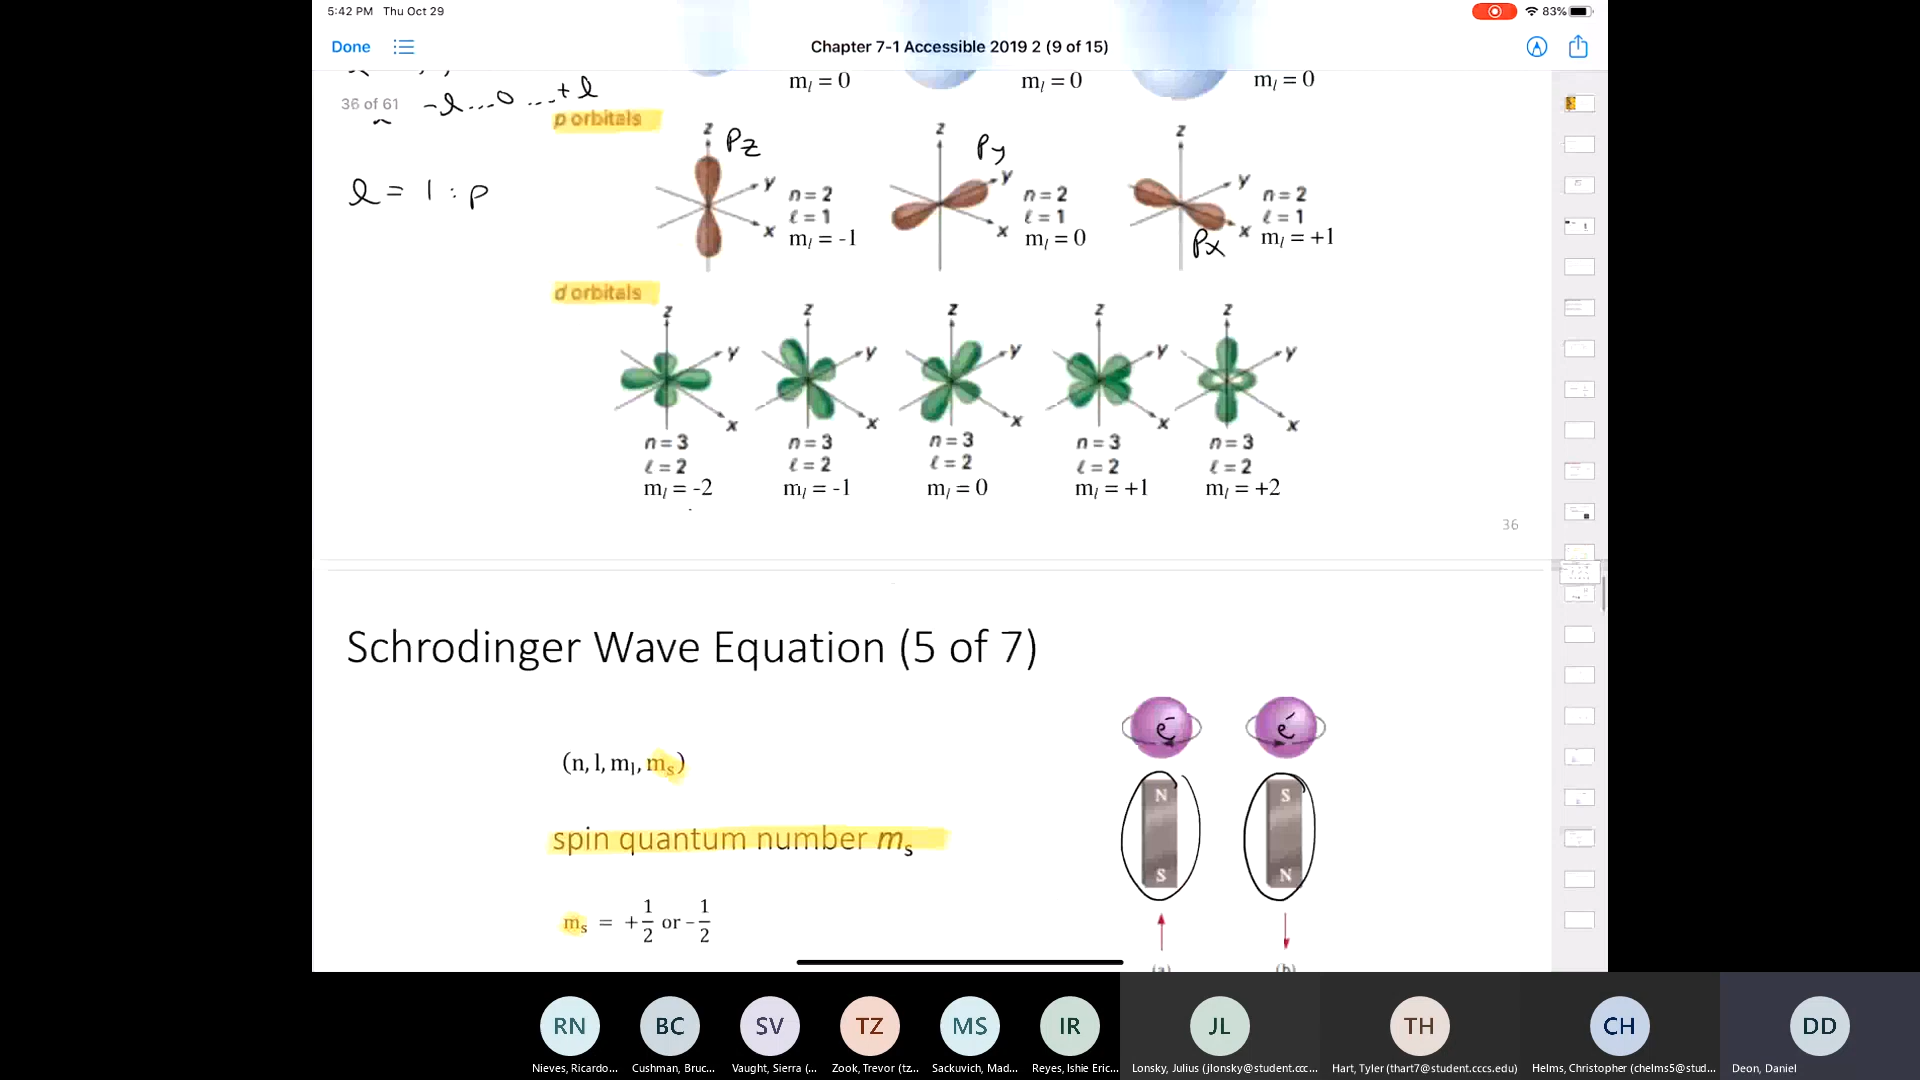 5:42 PM Thu Oct 29
83%
Done
Chapter 7-1 Accessible 2019 2 (9 of 15)
mₗ = 0 mₗ = 0 mₗ = 0
36 of 61
-l ... 0 ... +l
p orbitals
l = 1 : p
z Pz y x
n = 2
ℓ = 1
mₗ = -1
z Py y x
n = 2
ℓ = 1
mₗ = 0
z y x Px
n = 2
ℓ = 1
mₗ = +1
d orbitals
z y x
n = 3
ℓ = 2
mₗ = -2
z y x
n = 3
ℓ = 2
mₗ = -1
z y x
n = 3
ℓ = 2
mₗ = 0
z y x
n = 3
ℓ = 2
mₗ = +1
z y x
n = 3
ℓ = 2
mₗ = +2
36
Schrodinger Wave Equation (5 of 7)
e⁻ e⁻
(n, l, mₗ, mₛ)
N S
spin quantum number mₛ
S N
mₛ = +1/2 or -1/2
(a) (b)
RN BC SV TZ MS IR JL TH CH DD
Nieves, Ricardo...
Cushman, Bruc...
Vaught, Sierra (...
Zook, Trevor (tz...
Sackuvich, Mad...
Reyes, Ishie Eric...
Lonsky, Julius (jlonsky@student.ccc...
Hart, Tyler (thart7@student.cccs.edu)
Helms, Christopher (chelms5@stud...
Deon, Daniel